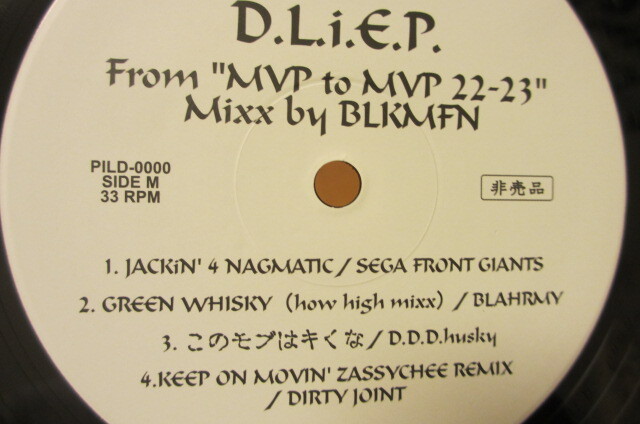 D.L.i.E.P.
From "MVP to MVP 22-23"
Mixx by BLKMFN
PILD-0000
SIDE M
33 RPM
非売品
1. JACKiN' 4 NAGMATIC / SEGA FRONT GIANTS
2. GREEN WHISKY (how high mixx) / BLAHRMY
3. このモブはキくな / D.D.D.husky
4.KEEP ON MOVIN' ZASSYCHEE REMIX
/ DIRTY JOINT